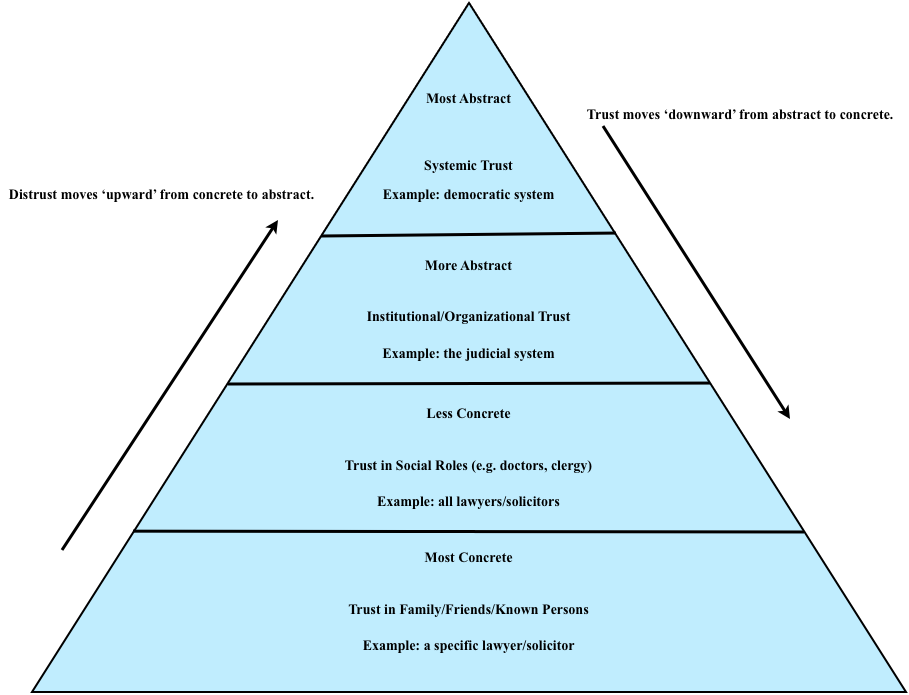 Most Abstract
Trust moves ‘downward’ from abstract to concrete.
Systemic Trust
Example: democratic system
Distrust moves ‘upward’ from concrete to abstract.
More Abstract
Institutional/Organizational Trust
Example: the judicial system
Less Concrete
Trust in Social Roles (e.g. doctors, clergy)
Example: all lawyers/solicitors
Most Concrete
Trust in Family/Friends/Known Persons
Example: a specific lawyer/solicitor